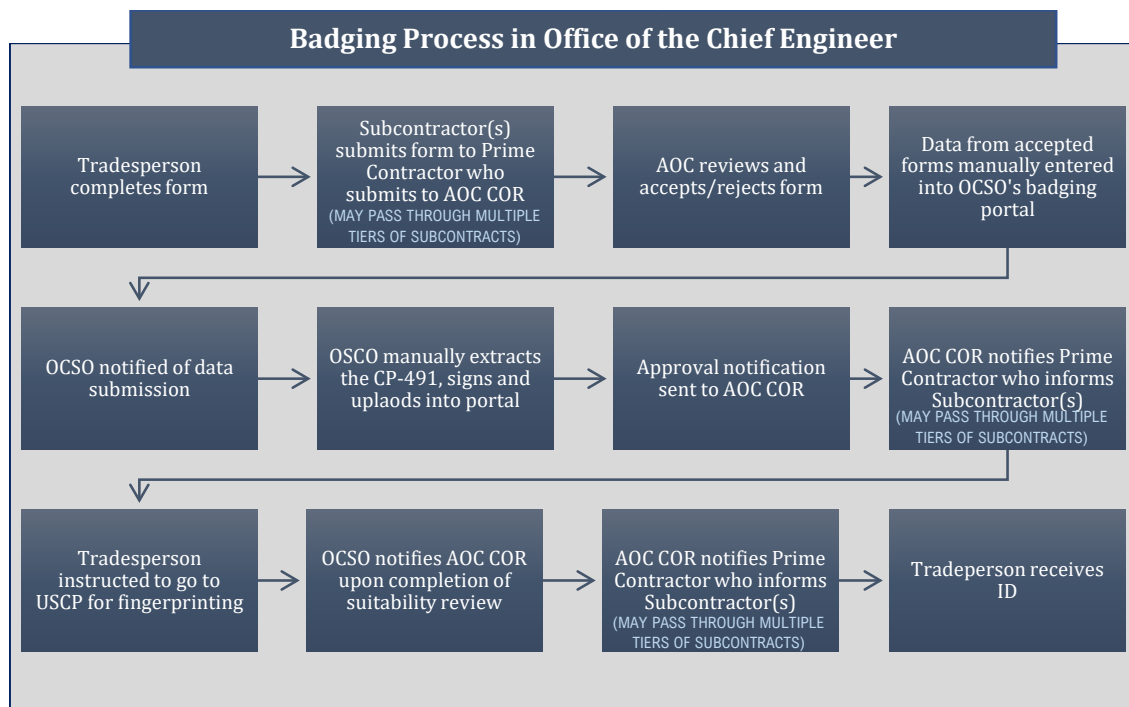 Badging Process in Office of the Chief Engineer
Tradesperson
completes form
Subcontractor(s)
submits form to Prime
Contractor who
submits to AOC COR
(MAY PASS THROUGH MULTIPLE
TIERS OF SUBCONTRACTS)
AOC reviews and
accepts/rejects form
Data from accepted
forms manually entered
into OCSO's badging
portal
OCSO notified of data
submission
OSCO manually extracts
the CP-491, signs and
uplaods into portal
Approval notification
sent to AOC COR
AOC COR notifies Prime
Contractor who informs
Subcontractor(s)
(MAY PASS THROUGH MULTIPLE
TIERS OF SUBCONTRACTS)
Tradesperson
instructed to go to
USCP for fingerprinting
OCSO notifies AOC COR
upon completion of
suitability review
AOC COR notifies Prime
Contractor who informs
Subcontractor(s)
(MAY PASS THROUGH MULTIPLE
TIERS OF SUBCONTRACTS)
Tradeperson receives
ID